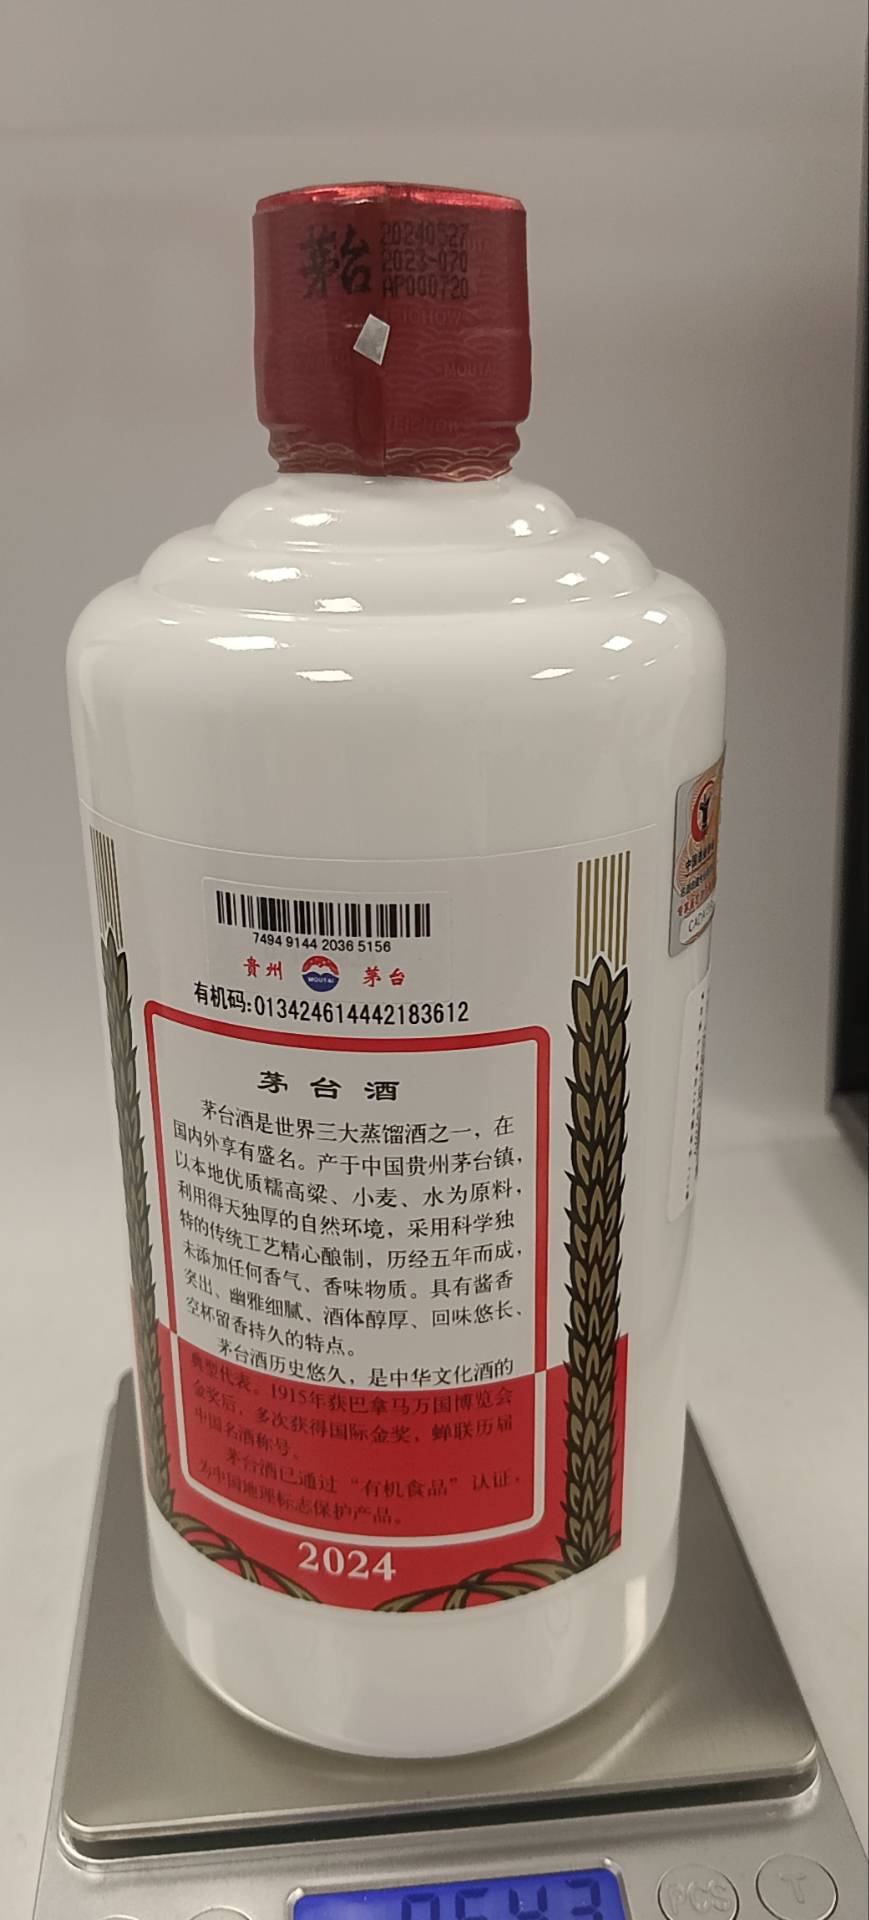 茅台
20240527
2023-070
AP000720
MOUTAI
7494 9144 2036 5156
贵州
MOUTAI
茅台
有机码:013424614442183612
茅台酒
茅台酒是世界三大蒸馏酒之一，在
国内外享有盛名。产于中国贵州茅台镇，
以本地优质糯高粱、小麦、水为原料，
利用得天独厚的自然环境，采用科学独
特的传统工艺精心酿制，历经五年而成，
未添加任何香气、香味物质。具有酱香
突出、幽雅细腻、酒体醇厚、回味悠长、
空杯留香持久的特点。
茅台酒历史悠久，是中华文化酒的
典型代表。1915年获巴拿马万国博览会
金奖后，多次获得国际金奖，蝉联历届
中国名酒称号。
茅台酒已通过“有机食品”认证，
为中国地理标志保护产品。
2024
PCS
T